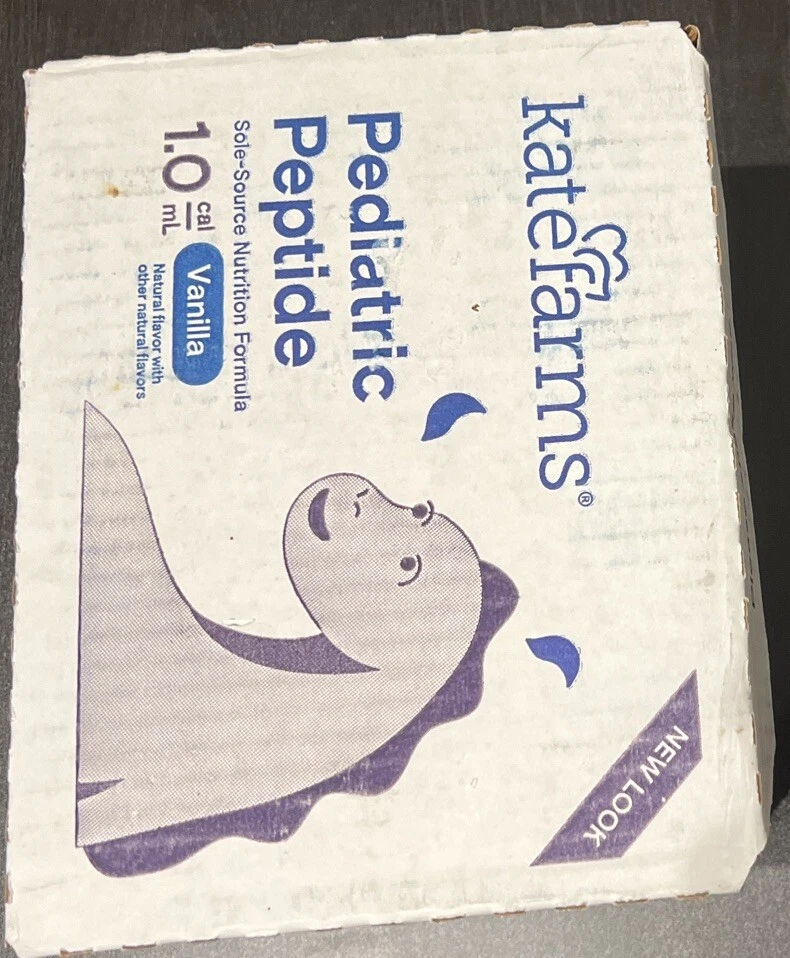 katefarms®
NEW LOOK
Pediatric
Peptide
Sole-Source Nutrition Formula
1.0 cal
mL
Vanilla
Natural flavor with
other natural flavors